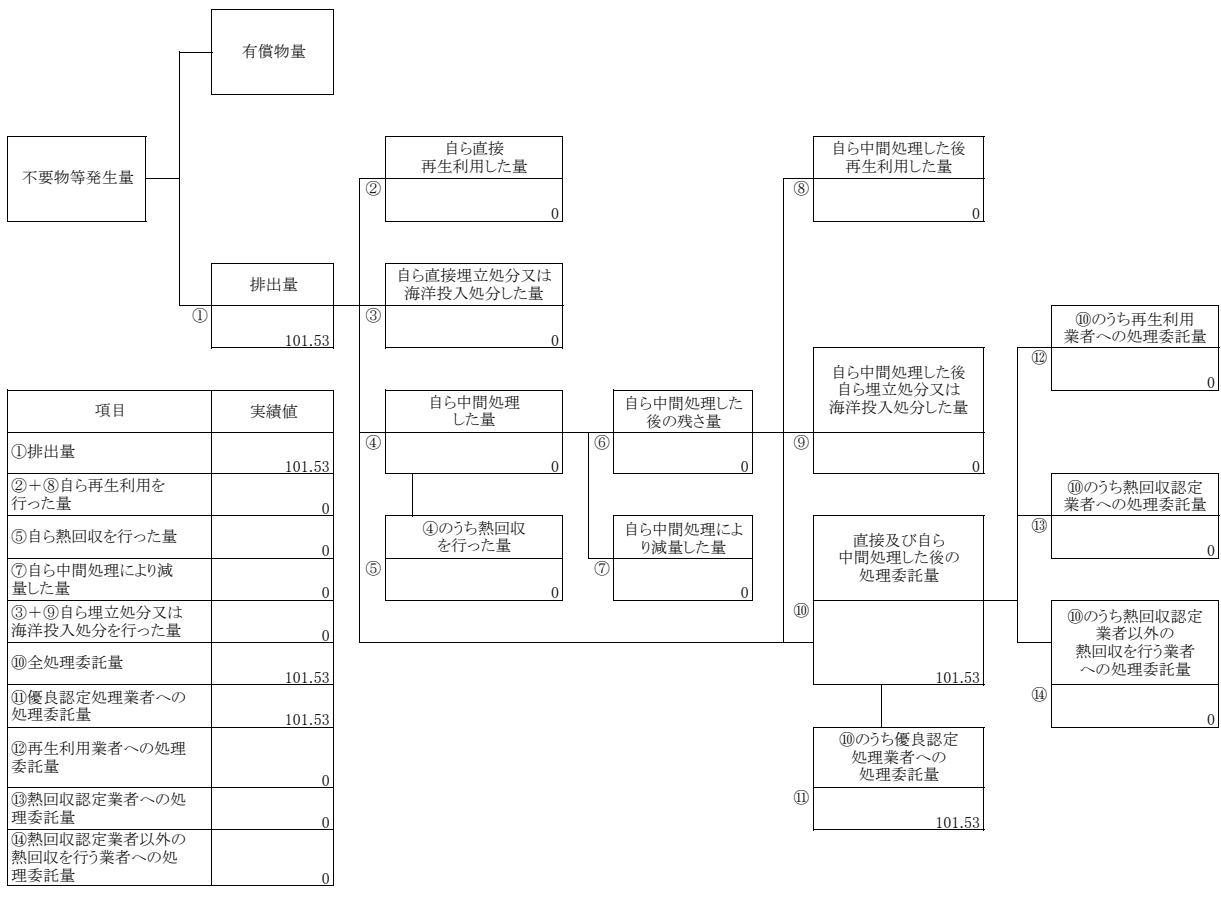 有償物量
不要物等発生量
排出量
①
101.53
自ら直接
再生利用した量
②
0
自ら直接埋立処分又は
海洋投入処分した量
③
0
自ら中間処理
した量
④
0
④のうち熱回収
を行った量
⑤
0
自ら中間処理した
後の残さ量
⑥
0
自ら中間処理によ
り減量した量
⑦
0
自ら中間処理した後
再生利用した量
⑧
0
自ら中間処理した後
自ら埋立処分又は
海洋投入処分した量
⑨
0
直接及び自ら
中間処理した後の
処理委託量
⑩
101.53
⑩のうち優良認定
処理業者への
処理委託量
⑪
101.53
⑩のうち再生利用
業者への処理委託量
⑫
0
⑩のうち熱回収認定
業者への処理委託量
⑬
0
⑩のうち熱回収認定
業者以外の
熱回収を行う業者
への処理委託量
⑭
0
項目 実績値
①排出量
101.53
②＋⑧自ら再生利用を
行った量
0
⑤自ら熱回収を行った量
0
⑦自ら中間処理により減
量した量
0
③＋⑨自ら埋立処分又は
海洋投入処分を行った量
0
⑩全処理委託量
101.53
⑪優良認定処理業者への
処理委託量
101.53
⑫再生利用業者への処理
委託量
0
⑬熱回収認定業者への処
理委託量
0
⑭熱回収認定業者以外の
熱回収を行う業者への処
理委託量
0